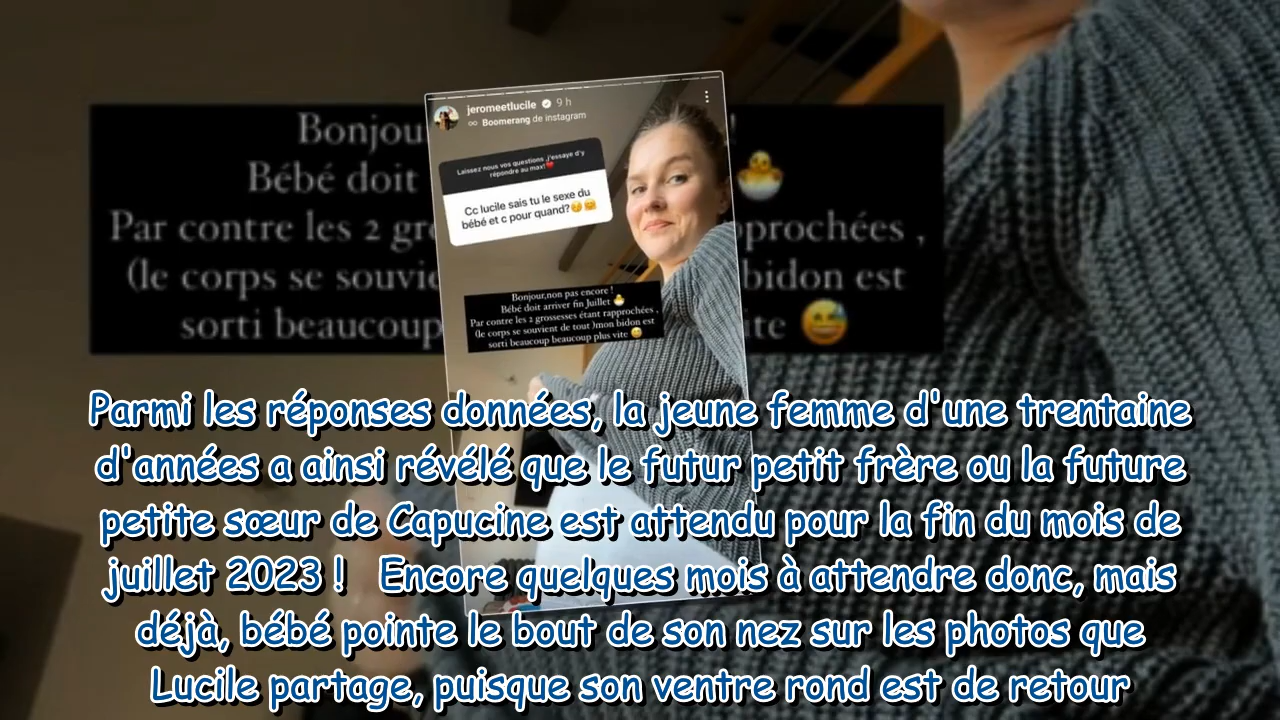 Bonjou
!
Bébé doit
Par contre les 2 gr
pprochées ,
(le corps se souvi
bidon est
sorti beaucoup
ite 😅
jeromeetlucile 9 h
∞ Boomerang de instagram
Laissez nous vos questions ,j'essaye d'y
répondre au max!❤️
Cc lucile sais tu le sexe du
bébé et c pour quand?
Bonjour,non pas encore !
Bébé doit arriver fin Juillet 🐣
Par contre les 2 grossesses étant rapprochées ,
(le corps se souvient de tout )mon bidon est
sorti beaucoup beaucoup plus vite 😅
Parmi les réponses données, la jeune femme d'une trentaine
d'années a ainsi révélé que le futur petit frère ou la future
petite sœur de Capucine est attendu pour la fin du mois de
juillet 2023 !   Encore quelques mois à attendre donc, mais
déjà, bébé pointe le bout de son nez sur les photos que
Lucile partage, puisque son ventre rond est de retour